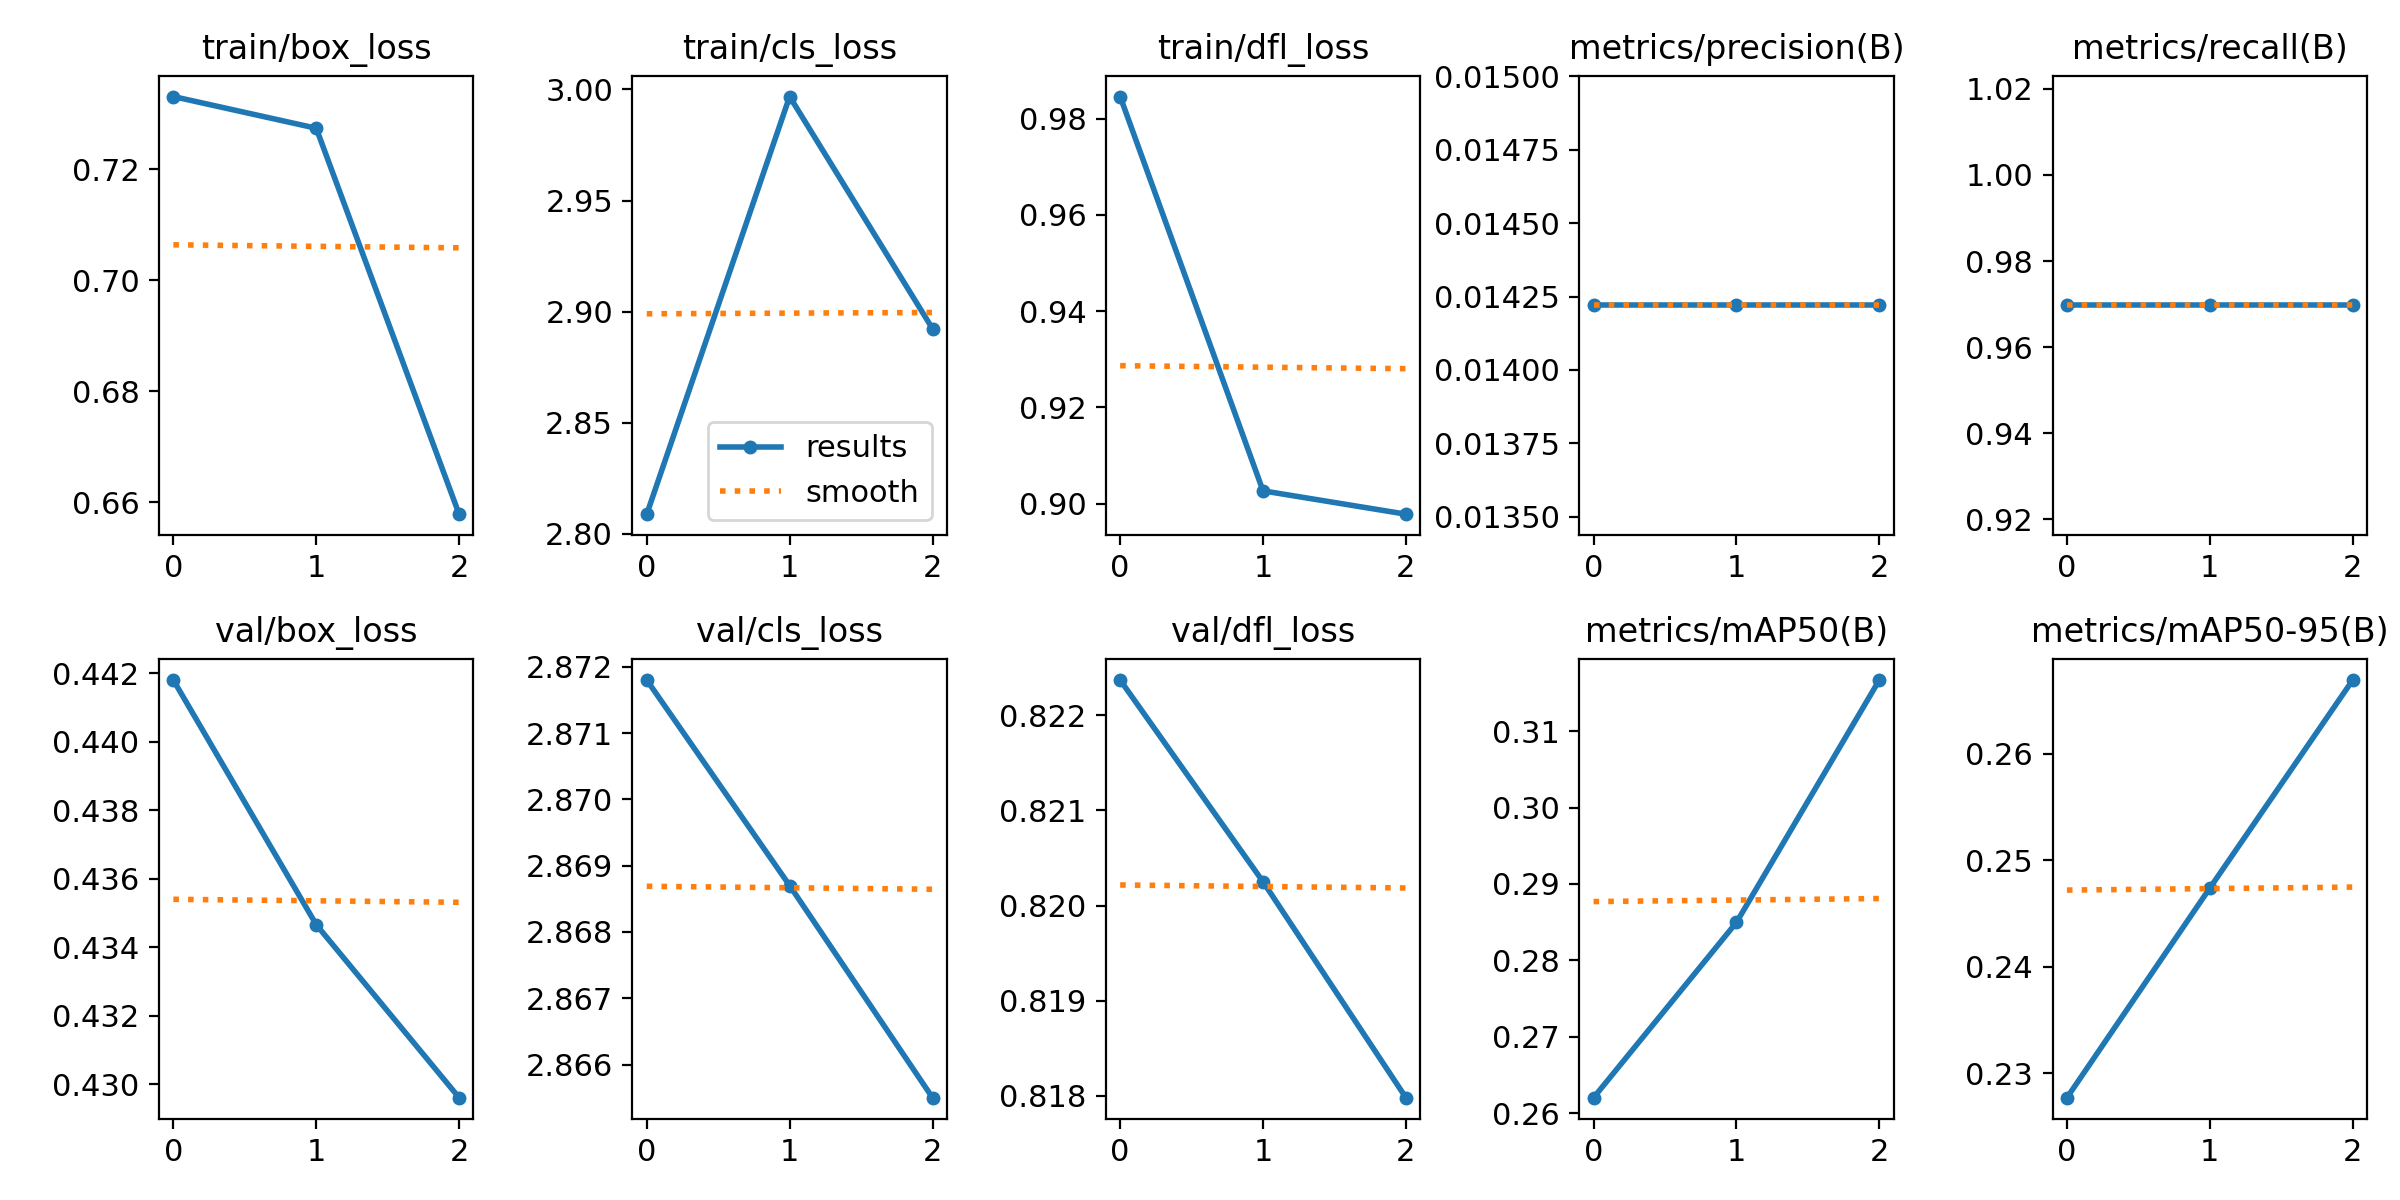 train/box_loss
0.72
0.70
0.68
0.66
0 1 2
train/cls_loss
3.00
2.95
2.90
2.85
2.80
results
smooth
0 1 2
train/dfl_loss
0.98
0.96
0.94
0.92
0.90
0 1 2
metrics/precision(B)
0.01500
0.01475
0.01450
0.01425
0.01400
0.01375
0.01350
0 1 2
metrics/recall(B)
1.02
1.00
0.98
0.96
0.94
0.92
0 1 2
val/box_loss
0.442
0.440
0.438
0.436
0.434
0.432
0.430
0 1 2
val/cls_loss
2.872
2.871
2.870
2.869
2.868
2.867
2.866
0 1 2
val/dfl_loss
0.822
0.821
0.820
0.819
0.818
0 1 2
metrics/mAP50(B)
0.31
0.30
0.29
0.28
0.27
0.26
0 1 2
metrics/mAP50-95(B)
0.26
0.25
0.24
0.23
0 1 2